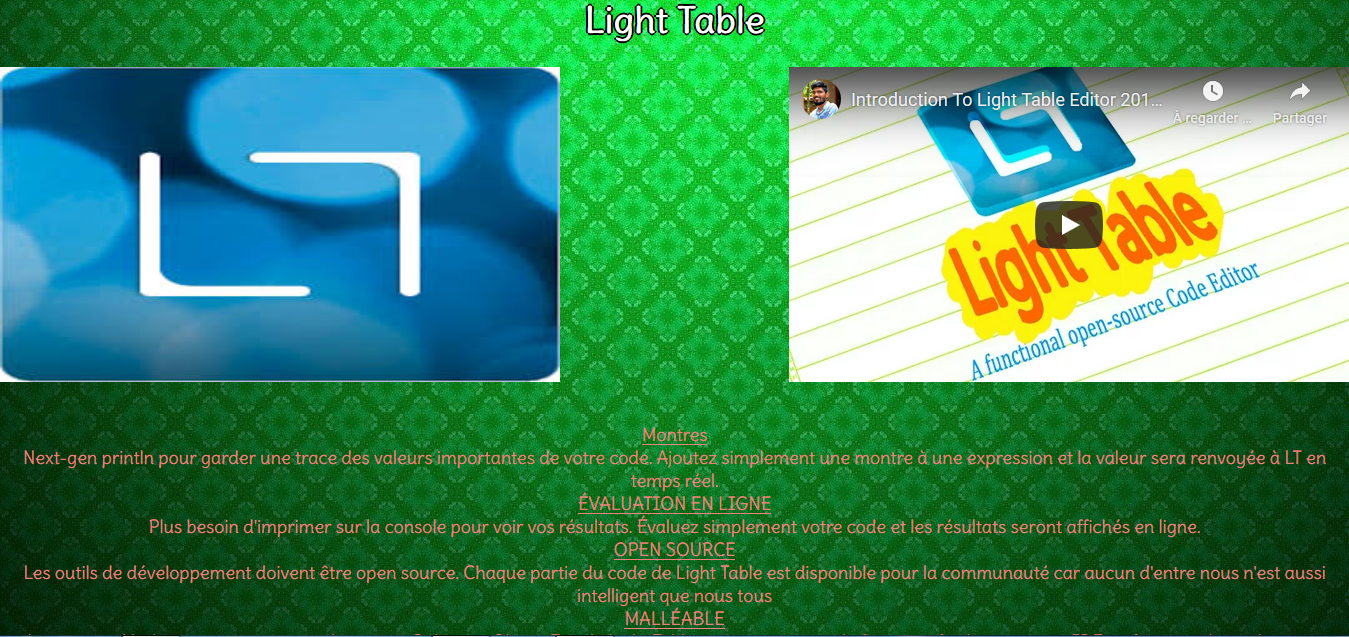 Light Table
LT
Introduction To Light Table Editor 201...
À regarder ...
Partager
LT
Light Table
A functional open-source Code Editor
Montres
Next-gen println pour garder une trace des valeurs importantes de votre code. Ajoutez simplement une montre à une expression et la valeur sera renvoyée à LT en
temps réel.
ÉVALUATION EN LIGNE
Plus besoin d'imprimer sur la console pour voir vos résultats. Évaluez simplement votre code et les résultats seront affichés en ligne.
OPEN SOURCE
Les outils de développement doivent être open source. Chaque partie du code de Light Table est disponible pour la communauté car aucun d'entre nous n'est aussi
intelligent que nous tous
MALLÉABLE